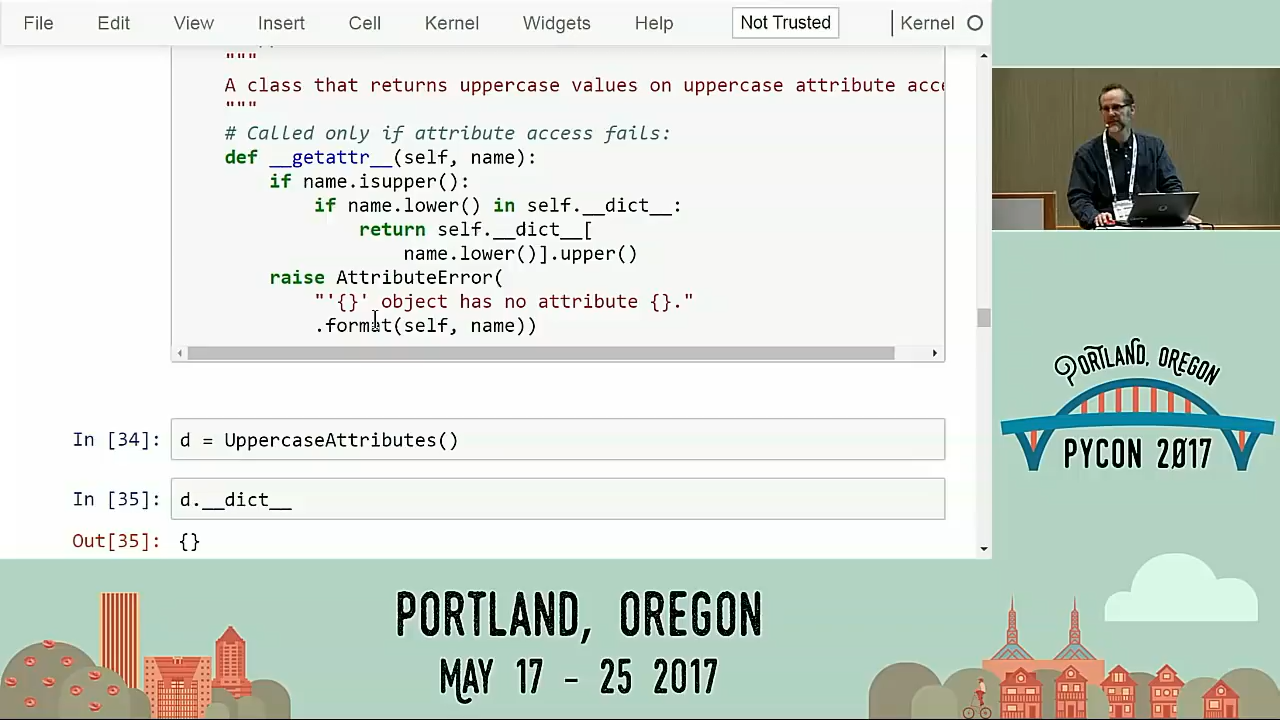 File Edit View Insert Cell Kernel Widgets Help Not Trusted Kernel
"""
A class that returns uppercase values on uppercase attribute acce
"""
# Called only if attribute access fails:
def __getattr__(self, name):
if name.isupper():
if name.lower() in self.__dict__:
return self.__dict__[
name.lower()].upper()
raise AttributeError(
"'{}' object has no attribute {}."
.format(self, name))
In [34]: d = UppercaseAttributes()
In [35]: d.__dict__
Out[35]: {}
PORTLAND, OREGON
PYCON 2017
PORTLAND, OREGON
MAY 17 - 25 2017